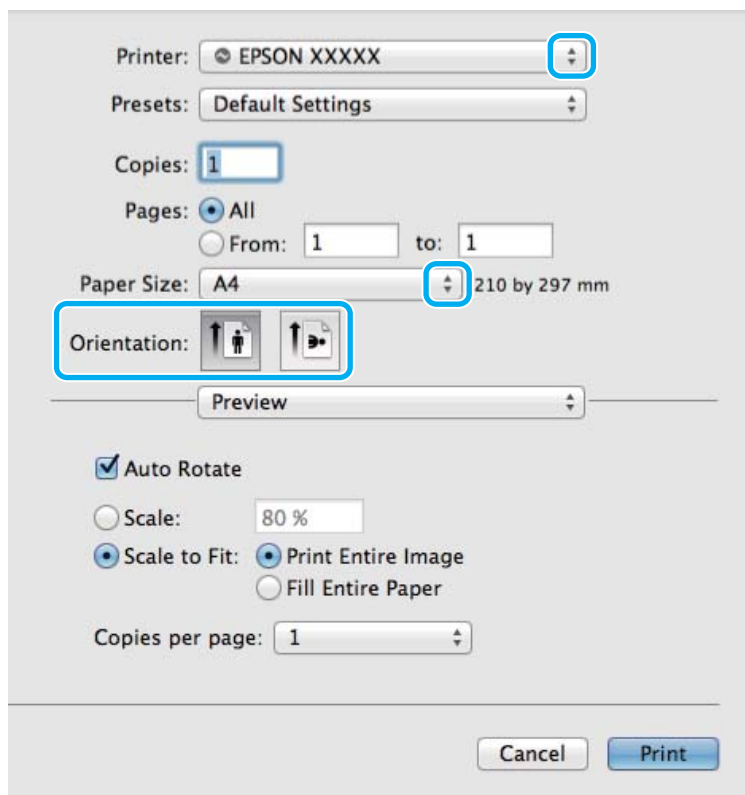 Printer: EPSON XXXXX
Presets: Default Settings
Copies: 1
Pages: All
From: 1 to: 1
Paper Size: A4 210 by 297 mm
Orientation:
Preview
Auto Rotate
Scale: 80 %
Scale to Fit: Print Entire Image
Fill Entire Paper
Copies per page: 1
Cancel Print